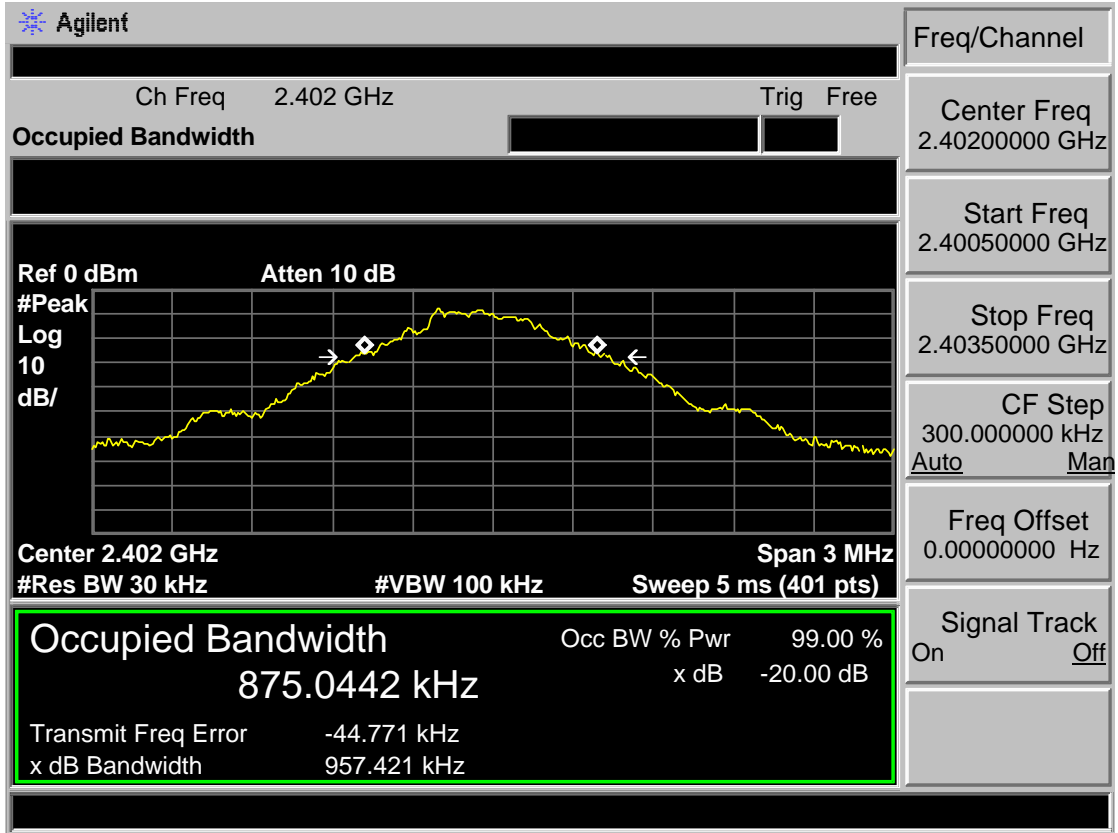 Agilent
Freq/Channel
Ch Freq 2.402 GHz Trig Free
Occupied Bandwidth
Center Freq
2.40200000 GHz
Start Freq
2.40050000 GHz
Stop Freq
2.40350000 GHz
CF Step
300.000000 kHz
Auto Man
Freq Offset
0.00000000 Hz
Signal Track
On Off
Ref 0 dBm Atten 10 dB
#Peak
Log
10
dB/
Center 2.402 GHz Span 3 MHz
#Res BW 30 kHz #VBW 100 kHz Sweep 5 ms (401 pts)
Occupied Bandwidth Occ BW % Pwr 99.00 %
875.0442 kHz x dB -20.00 dB
Transmit Freq Error -44.771 kHz
x dB Bandwidth 957.421 kHz